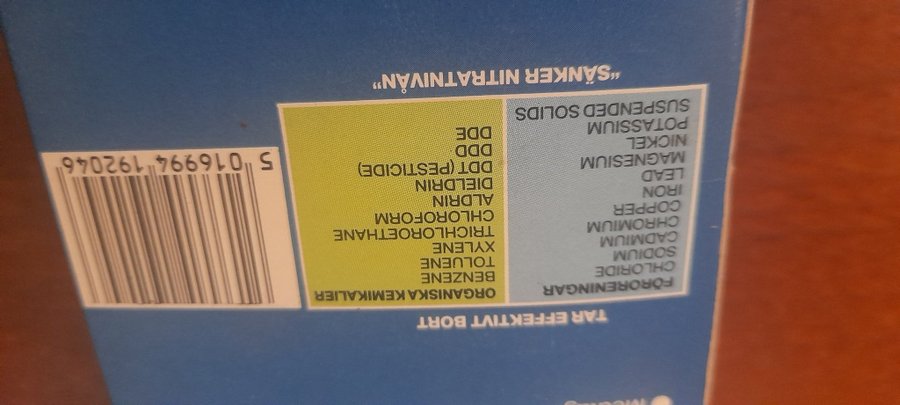 TAR EFFEKTIVT BORT
FÖRORENINGAR
CHLORIDE
SODIUM
CADMIUM
CHROMIUM
COPPER
IRON
LEAD
MAGNESIUM
NICKEL
POTASSIUM
SUSPENDED SOLIDS
ORGANISKA KEMIKALIER
BENZENE
TOLUENE
XYLENE
TRICHLOROETHANE
CHLOROFORM
ALDRIN
DIELDRIN
DDT (PESTICIDE)
DDD
DDE
"SÄNKER NITRATNIVÅN"
5 016994 192046